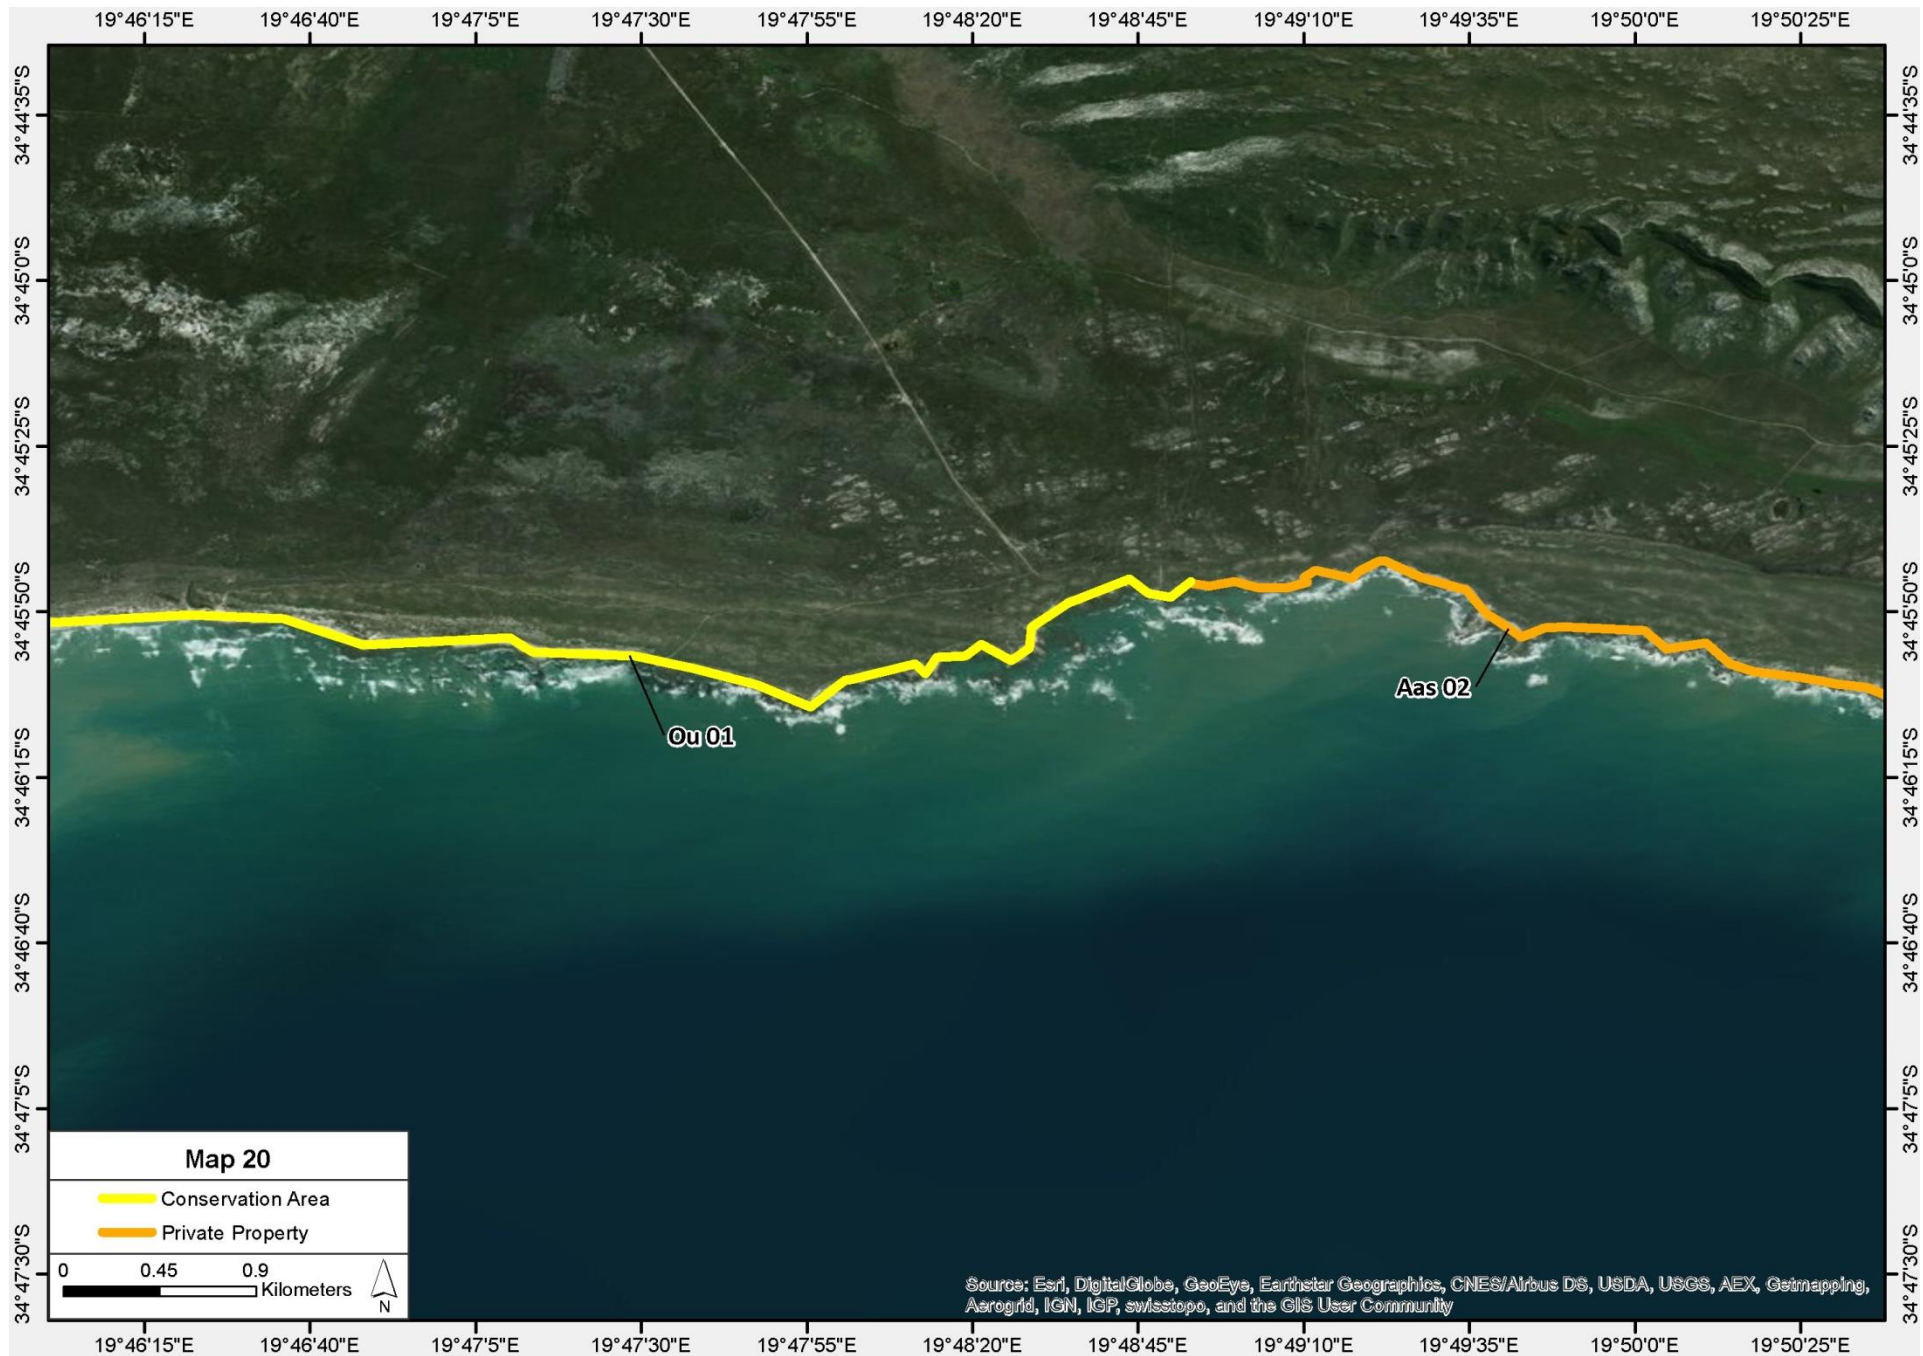 19°46'15"E 19°46'40"E 19°47'5"E 19°47'30"E 19°47'55"E 19°48'20"E 19°48'45"E 19°49'10"E 19°49'35"E 19°50'0"E 19°50'25"E
34°44'35"S 34°44'35"S
34°45'0"S 34°45'0"S
34°45'25"S 34°45'25"S
34°45'50"S 34°45'50"S
Aas 02
Ou 01
34°46'15"S 34°46'15"S
34°46'40"S 34°46'40"S
34°47'5"S 34°47'5"S
Map 20
Conservation Area
Private Property
34°47'30"S 34°47'30"S
0 0.45 0.9
Kilometers
N
Source: Esri, DigitalGlobe, GeoEye, Earthstar Geographics, CNES/Airbus DS, USDA, USGS, AEX, Getmapping,
Aerogrid, IGN, IGP, swisstopo, and the GIS User Community
19°46'15"E 19°46'40"E 19°47'5"E 19°47'30"E 19°47'55"E 19°48'20"E 19°48'45"E 19°49'10"E 19°49'35"E 19°50'0"E 19°50'25"E